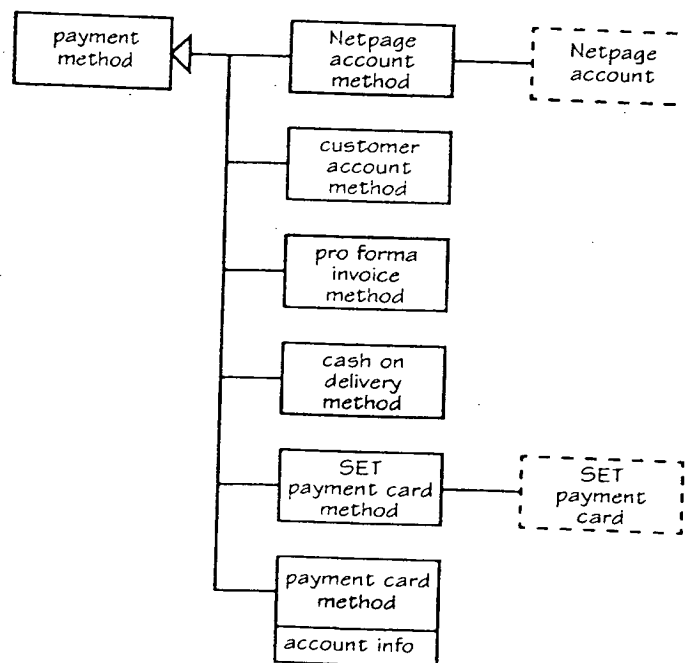 payment
method
Netpage
account
method
Netpage
account
customer
account
method
pro forma
invoice
method
cash on
delivery
method
SET
payment card
method
SET
payment
card
payment card
method
account info